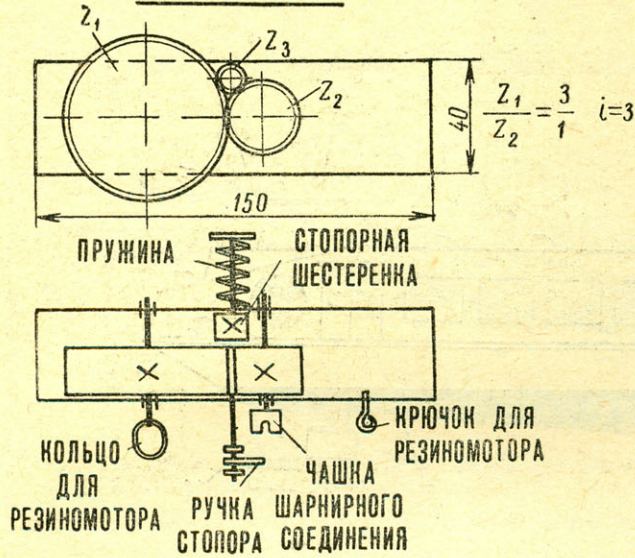 Z₁
Z₃
Z₂
40
Z₁/Z₂ = 3/1 i=3
150
ПРУЖИНА
СТОПОРНАЯ
ШЕСТЕРЕНКА
КОЛЬЦО
ДЛЯ
РЕЗИНОМОТОРА
РУЧКА
СТОПОРА
ЧАШКА
ШАРНИРНОГО
СОЕДИНЕНИЯ
КРЮЧОК ДЛЯ
РЕЗИНОМОТОРА